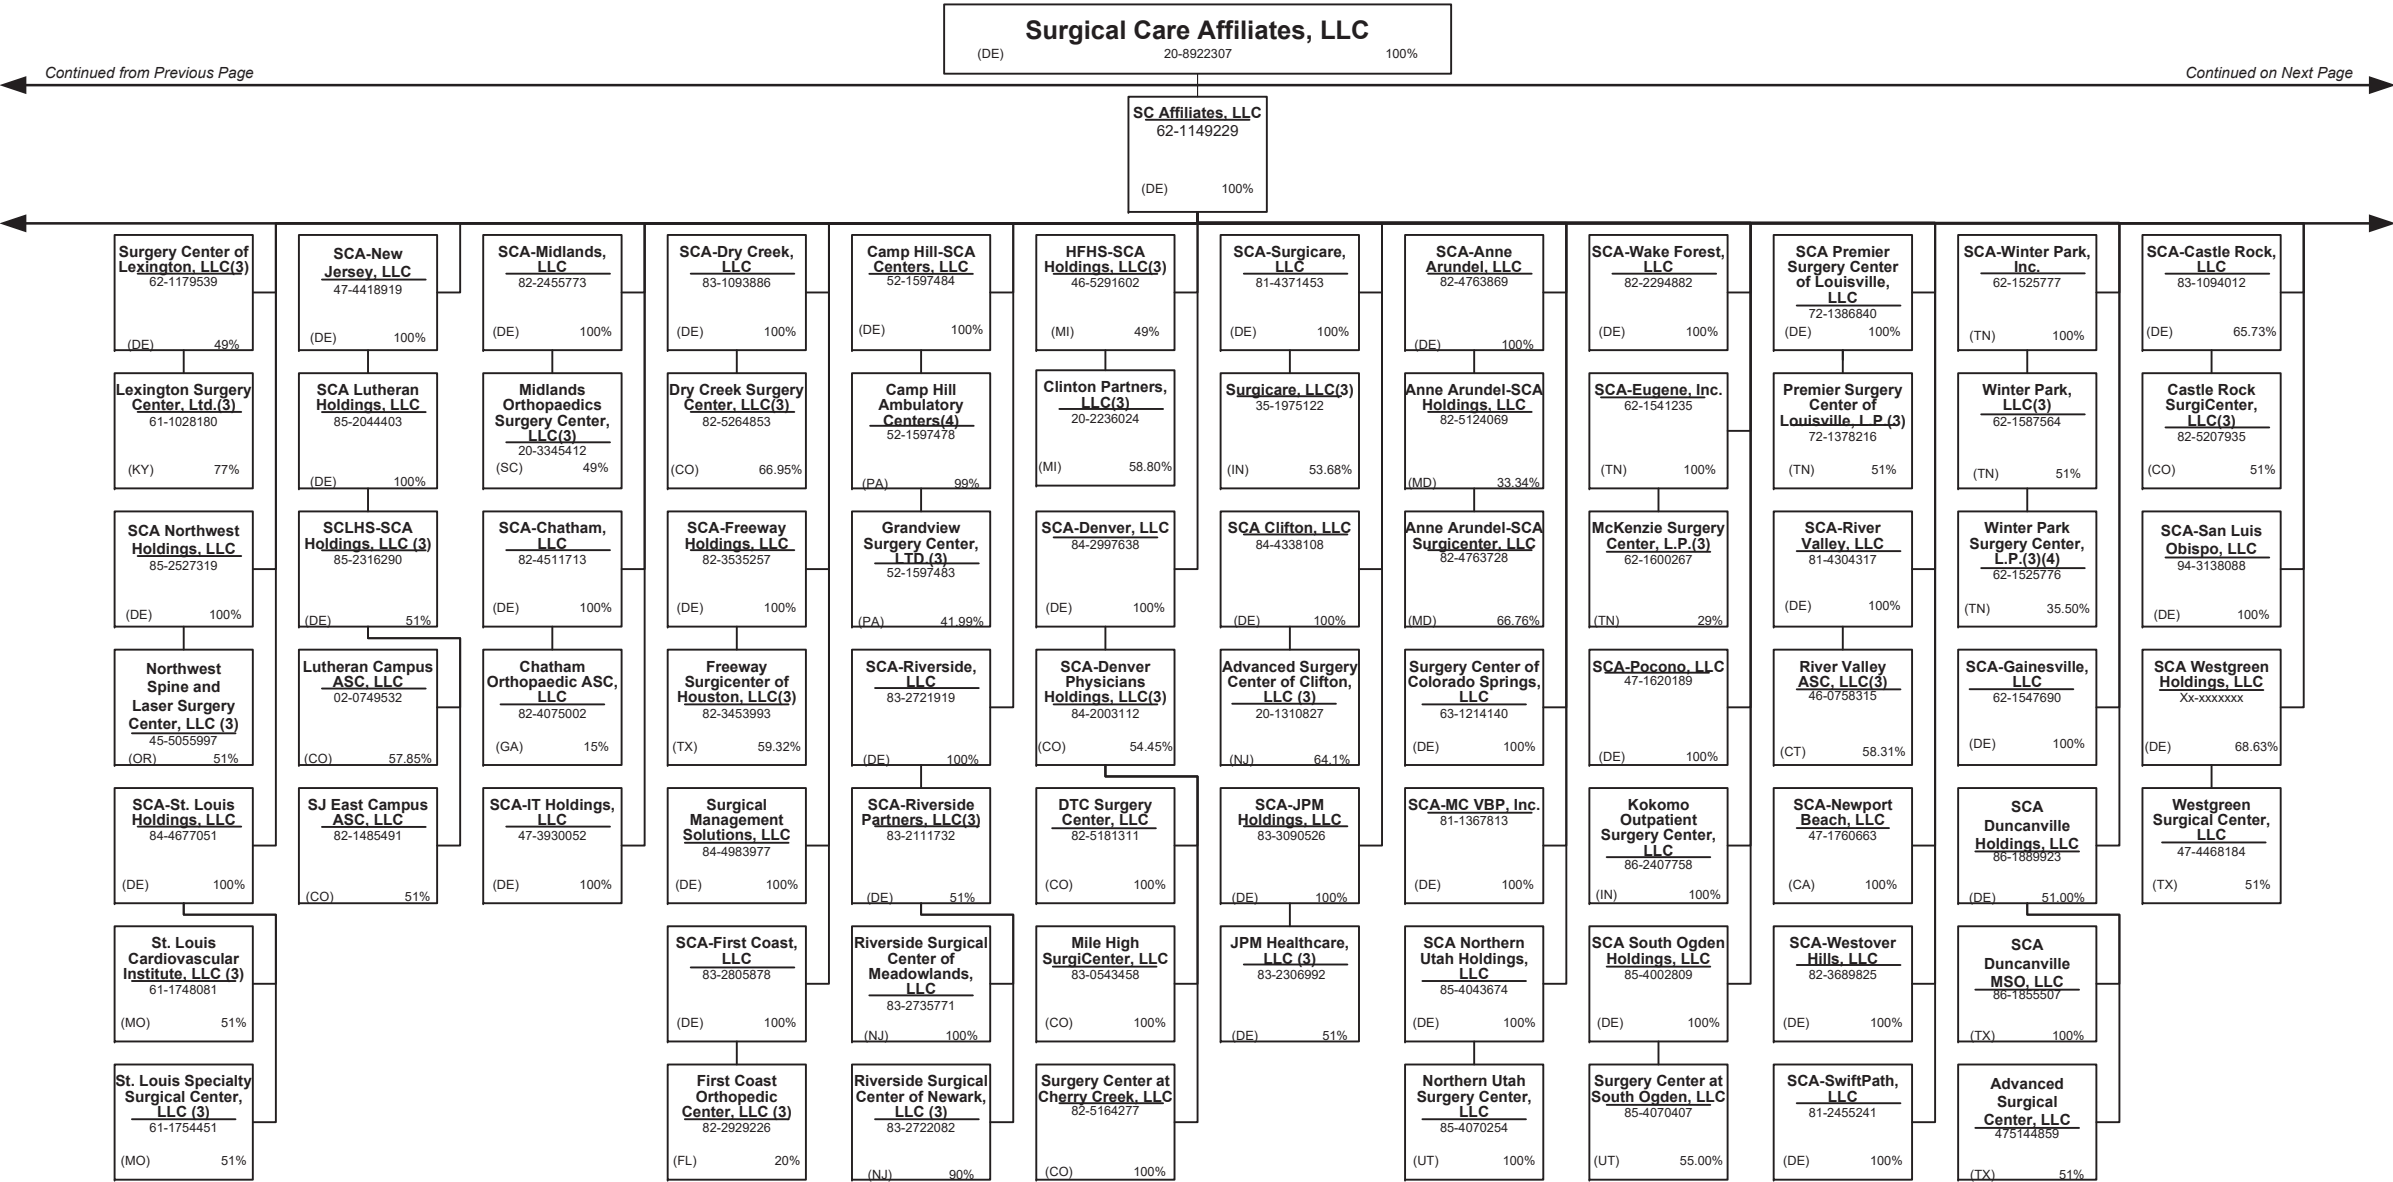 Surgical Care Affiliates, LLC
(DE) 20-8922307 100%
Continued from Previous Page
Continued on Next Page
SC Affiliates, LLC
62-1149229
(DE) 100%
Surgery Center of
Lexington, LLC(3)
62-1179539
(DE) 49%
Lexington Surgery
Center, Ltd.(3)
61-1028180
(KY) 77%
SCA Northwest
Holdings, LLC
85-2527319
(DE) 100%
Northwest
Spine and
Laser Surgery
Center, LLC (3)
45-5055997
(OR) 51%
SCA-St. Louis
Holdings, LLC
84-4677051
(DE) 100%
St. Louis
Cardiovascular
Institute, LLC (3)
61-1748081
(MO) 51%
St. Louis Specialty
Surgical Center,
LLC (3)
61-1754451
(MO) 51%
SCA-New
Jersey, LLC
47-4418919
(DE) 100%
SCA Lutheran
Holdings, LLC
85-2044403
(DE) 100%
SCLHS-SCA
Holdings, LLC (3)
85-2316290
(DE) 51%
Lutheran Campus
ASC, LLC
02-0749532
(CO) 57.85%
SJ East Campus
ASC, LLC
82-1485491
(CO) 51%
SCA-Midlands,
LLC
82-2455773
(DE) 100%
Midlands
Orthopaedics
Surgery Center,
LLC(3)
20-3345412
(SC) 49%
SCA-Chatham,
LLC
82-4511713
(DE) 100%
Chatham
Orthopaedic ASC,
LLC
82-4075002
(GA) 15%
SCA-IT Holdings,
LLC
47-3930052
(DE) 100%
SCA-Dry Creek,
LLC
83-1093886
(DE) 100%
Dry Creek Surgery
Center, LLC(3)
82-5264853
(CO) 66.95%
SCA-Freeway
Holdings, LLC
82-3535257
(DE) 100%
Freeway
Surgicenter of
Houston, LLC(3)
82-3453993
(TX) 59.32%
Surgical
Management
Solutions, LLC
84-4983977
(DE) 100%
SCA-First Coast,
LLC
83-2805878
(DE) 100%
First Coast
Orthopedic
Center, LLC (3)
82-2929226
(FL) 20%
Camp Hill-SCA
Centers, LLC
52-1597484
(DE) 100%
Camp Hill
Ambulatory
Centers(4)
52-1597478
(PA) 99%
Grandview
Surgery Center,
LTD.(3)
52-1597483
(PA) 41.99%
SCA-Riverside,
LLC
83-2721919
(DE) 100%
SCA-Riverside
Partners, LLC(3)
83-2111732
(DE) 51%
Riverside Surgical
Center of
Meadowlands,
LLC
83-2735771
(NJ) 100%
Riverside Surgical
Center of Newark,
LLC (3)
83-2722082
(NJ) 90%
HFHS-SCA
Holdings, LLC(3)
46-5291602
(MI) 49%
Clinton Partners,
LLC(3)
20-2236024
(MI) 58.80%
SCA-Denver, LLC
84-2997638
(DE) 100%
SCA-Denver
Physicians
Holdings, LLC(3)
84-2003112
(CO) 54.45%
DTC Surgery
Center, LLC
82-5181311
(CO) 100%
Mile High
SurgiCenter, LLC
83-0543458
(CO) 100%
Surgery Center at
Cherry Creek, LLC
82-5164277
(CO) 100%
SCA-Surgicare,
LLC
81-4371453
(DE) 100%
Surgicare, LLC(3)
35-1975122
(IN) 53.68%
SCA Clifton, LLC
84-4338108
(DE) 100%
Advanced Surgery
Center of Clifton,
LLC (3)
20-1310827
(NJ) 64.1%
SCA-JPM
Holdings, LLC
83-3090526
(DE) 100%
JPM Healthcare,
LLC (3)
83-2306992
(DE) 51%
SCA-Anne
Arundel, LLC
82-4763869
(DE) 100%
Anne Arundel-SCA
Holdings, LLC
82-5124069
(MD) 33.34%
Anne Arundel-SCA
Surgicenter, LLC
82-4763728
(MD) 66.76%
Surgery Center of
Colorado Springs,
LLC
63-1214140
(DE) 100%
SCA-MC VBP, Inc.
81-1367813
(DE) 100%
SCA Northern
Utah Holdings,
LLC
85-4043674
(DE) 100%
Northern Utah
Surgery Center,
LLC
85-4070254
(UT) 100%
SCA-Wake Forest,
LLC
82-2294882
(DE) 100%
SCA-Eugene, Inc.
62-1541235
(TN) 100%
McKenzie Surgery
Center, L.P.(3)
62-1600267
(TN) 29%
SCA-Pocono, LLC
47-1620189
(DE) 100%
Kokomo
Outpatient
Surgery Center,
LLC
86-2407758
(IN) 100%
SCA South Ogden
Holdings, LLC
85-4002809
(DE) 100%
Surgery Center at
South Ogden, LLC
85-4070407
(UT) 55.00%
SCA Premier
Surgery Center
of Louisville,
LLC
72-1386840
(DE) 100%
Premier Surgery
Center of
Louisville, L.P.(3)
72-1378216
(TN) 51%
SCA-River
Valley, LLC
81-4304317
(DE) 100%
River Valley
ASC, LLC(3)
46-0758315
(CT) 58.31%
SCA-Newport
Beach, LLC
47-1760663
(CA) 100%
SCA-Westover
Hills, LLC
82-3689825
(DE) 100%
SCA-SwiftPath,
LLC
81-2455241
(DE) 100%
SCA-Winter Park,
Inc.
62-1525777
(TN) 100%
Winter Park,
LLC(3)
62-1587564
(TN) 51%
Winter Park
Surgery Center,
L.P.(3)(4)
62-1525776
(TN) 35.50%
SCA-Gainesville,
LLC
62-1547690
(DE) 100%
SCA
Duncanville
Holdings, LLC
86-1889923
(DE) 51.00%
SCA
Duncanville
MSO, LLC
86-1855507
(TX) 100%
Advanced
Surgical
Center, LLC
475144859
(TX) 51%
SCA-Castle Rock,
LLC
83-1094012
(DE) 65.73%
Castle Rock
SurgiCenter,
LLC(3)
82-5207935
(CO) 51%
SCA-San Luis
Obispo, LLC
94-3138088
(DE) 100%
SCA Westgreen
Holdings, LLC
Xx-xxxxxxx
(DE) 68.63%
Westgreen
Surgical Center,
LLC
47-4468184
(TX) 51%